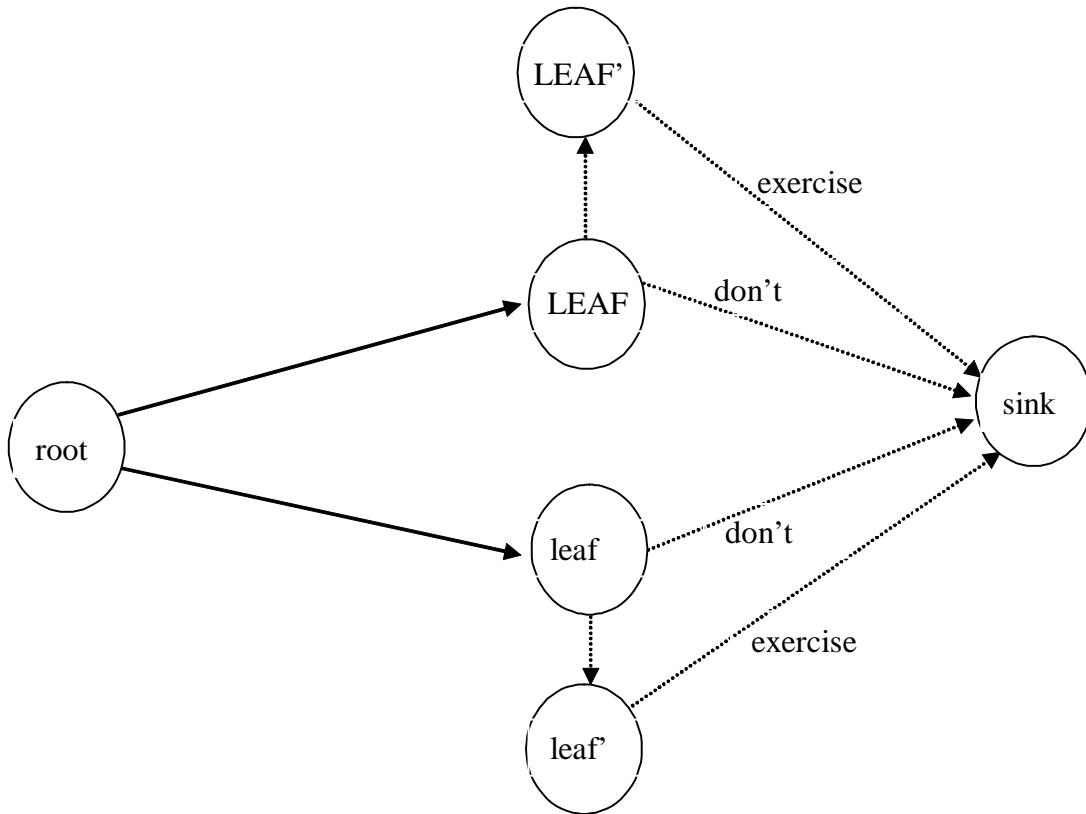 LEAF’
exercise
LEAF
don’t
sink
root
leaf
don’t
exercise
leaf’